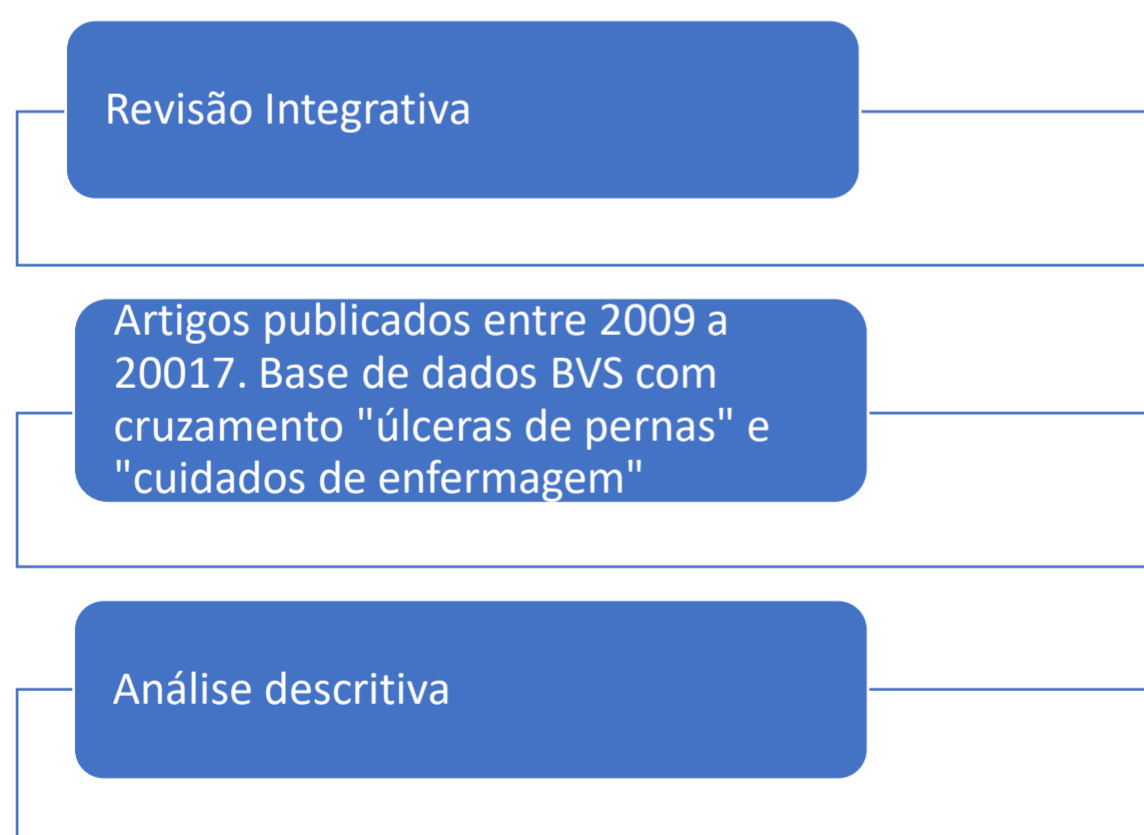 Revisão Integrativa
Artigos publicados entre 2009 a
20017. Base de dados BVS com
cruzamento "úlceras de pernas" e
"cuidados de enfermagem"
Análise descritiva